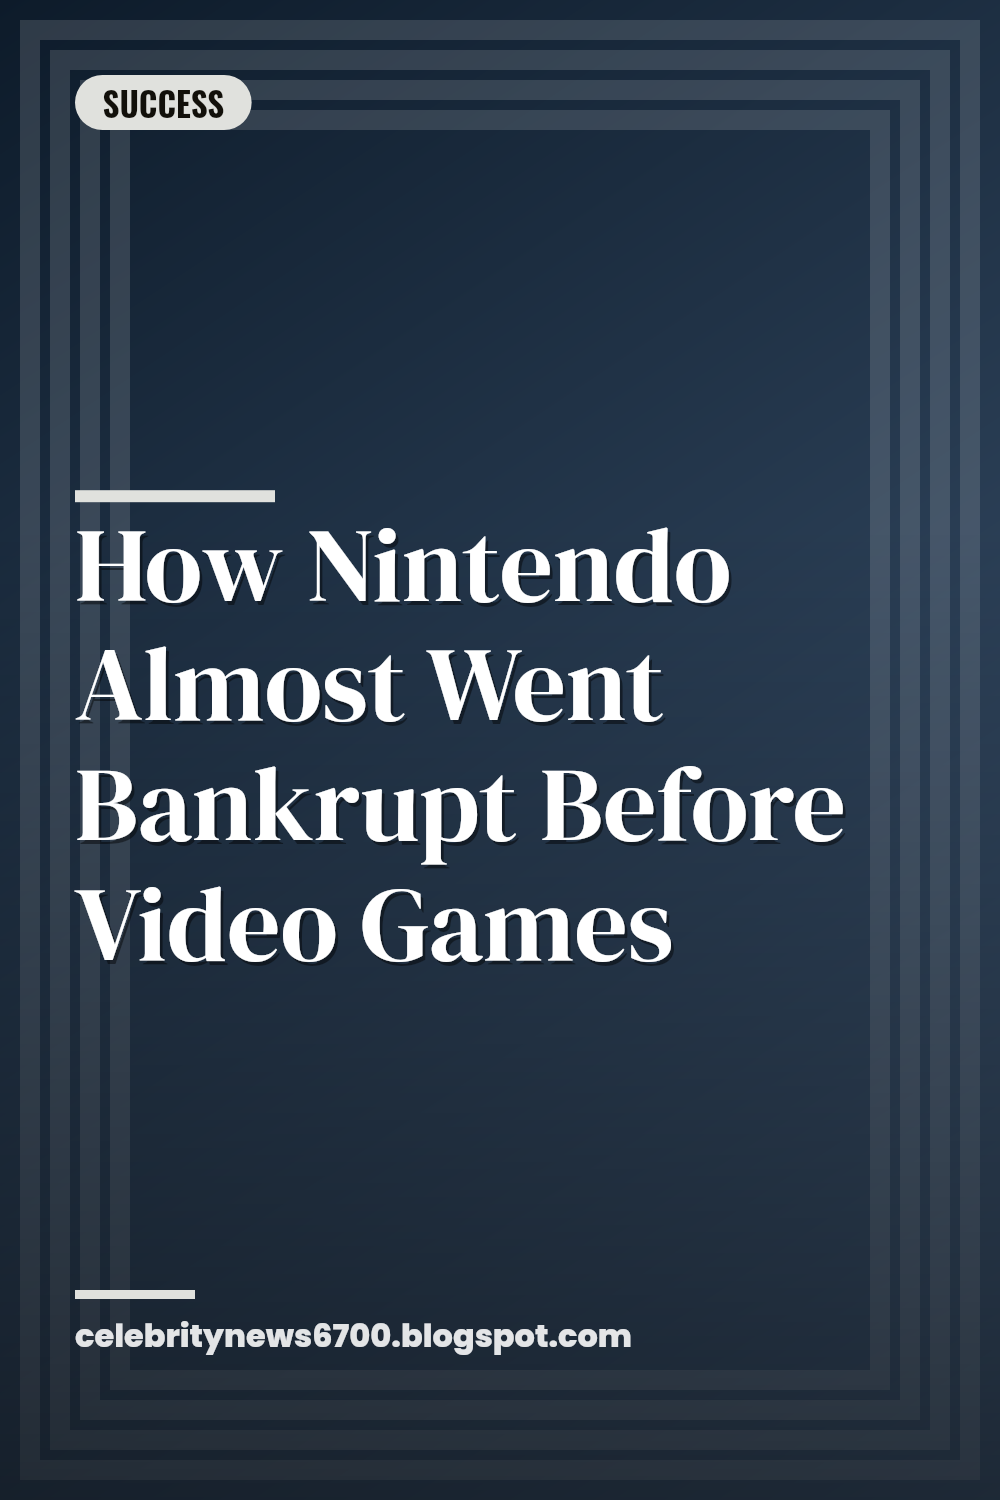 SUCCESS
How Nintendo
Almost Went
Bankrupt Before
Video Games
celebritynews6700.blogspot.com